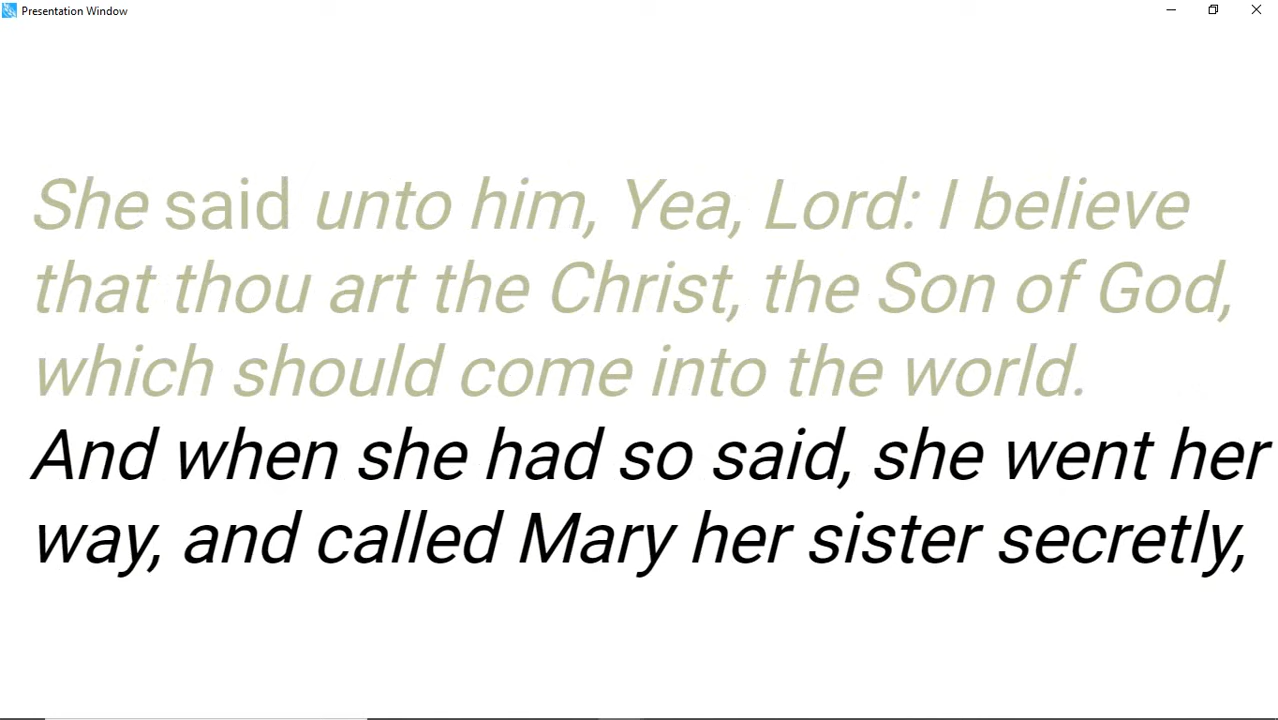 Presentation Window
She said unto him, Yea, Lord: I believe
that thou art the Christ, the Son of God,
which should come into the world.
And when she had so said, she went her
way, and called Mary her sister secretly,